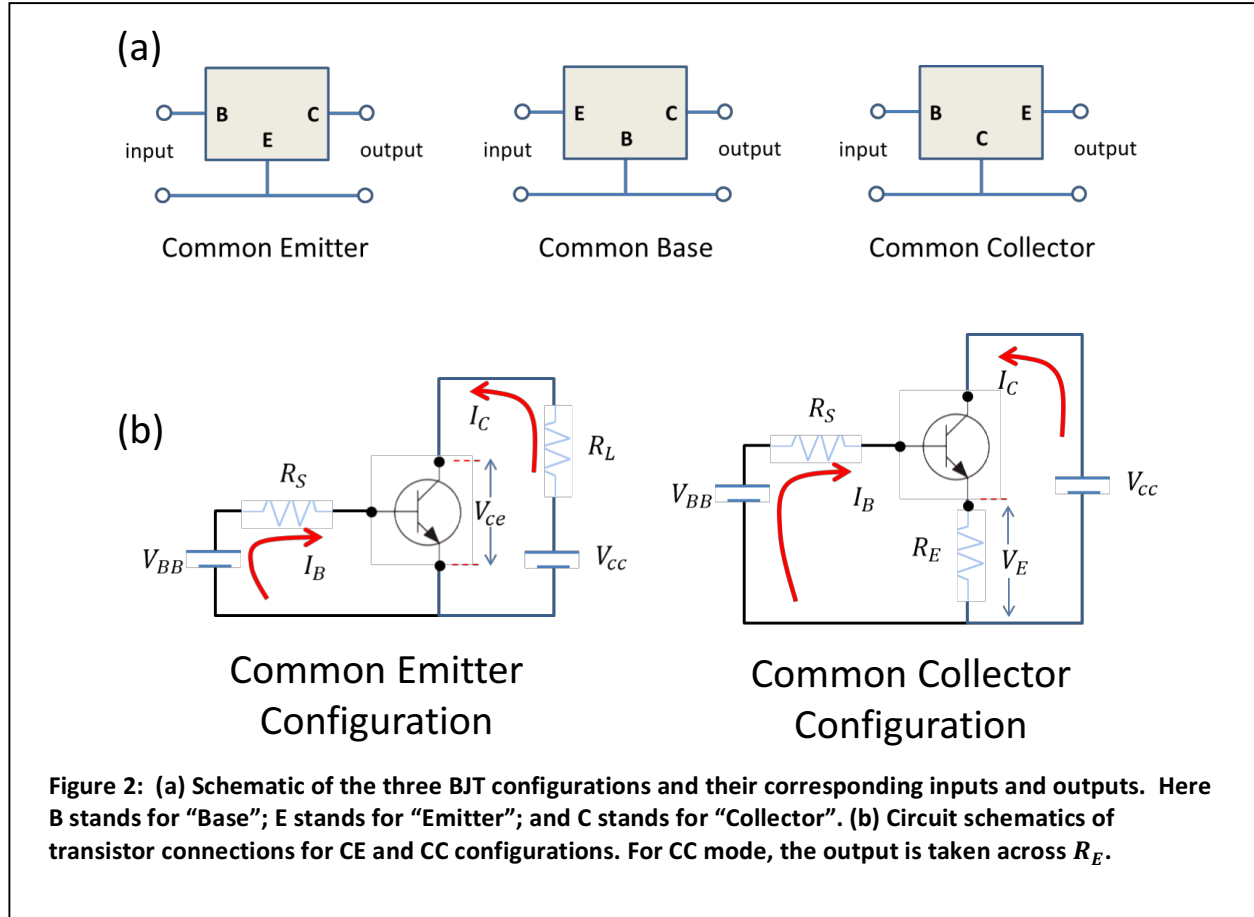 (a)
B C E C B E
E B C
input output input output input output
Common Emitter Common Base Common Collector
(b)
I_C
R_S
R_L
V_ce
V_BB
I_B
V_cc
I_C
R_S
V_BB
I_B
V_cc
R_E
V_E
Common Emitter
Configuration
Common Collector
Configuration
Figure 2: (a) Schematic of the three BJT configurations and their corresponding inputs and outputs. Here
B stands for “Base”; E stands for “Emitter”; and C stands for “Collector”. (b) Circuit schematics of
transistor connections for CE and CC configurations. For CC mode, the output is taken across R_E.